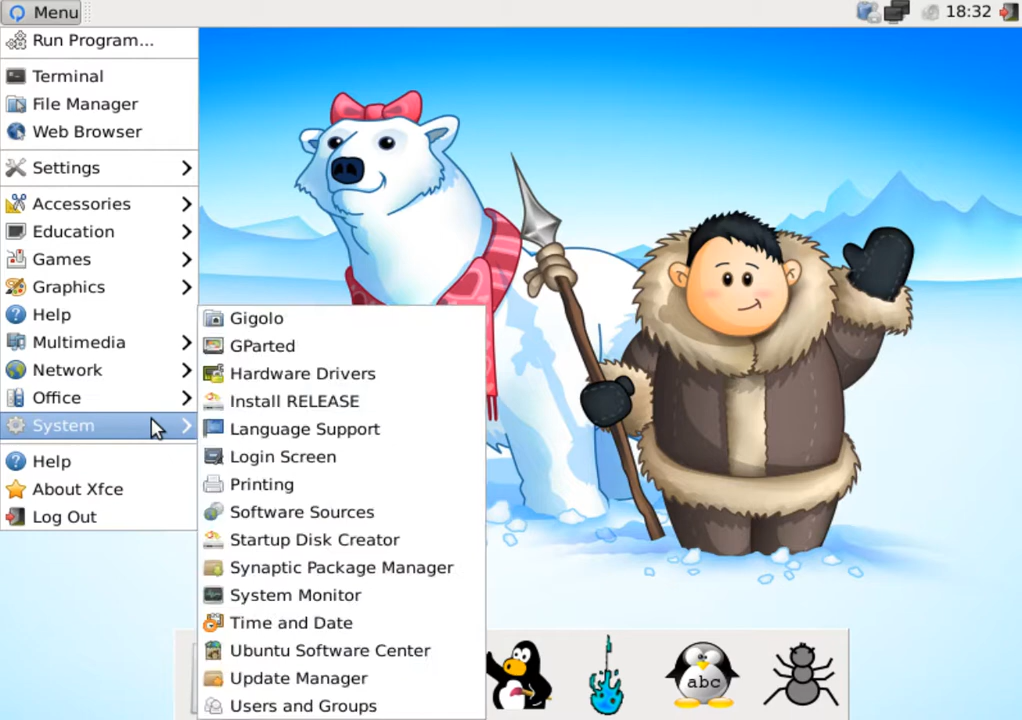 Menu
18:32
Run Program...
Terminal
File Manager
Web Browser
Settings
Accessories
Education
Games
Graphics
Help
Multimedia
Network
Office
System
Help
About Xfce
Log Out
Gigolo
GParted
Hardware Drivers
Install RELEASE
Language Support
Login Screen
Printing
Software Sources
Startup Disk Creator
Synaptic Package Manager
System Monitor
Time and Date
Ubuntu Software Center
Update Manager
Users and Groups
abc